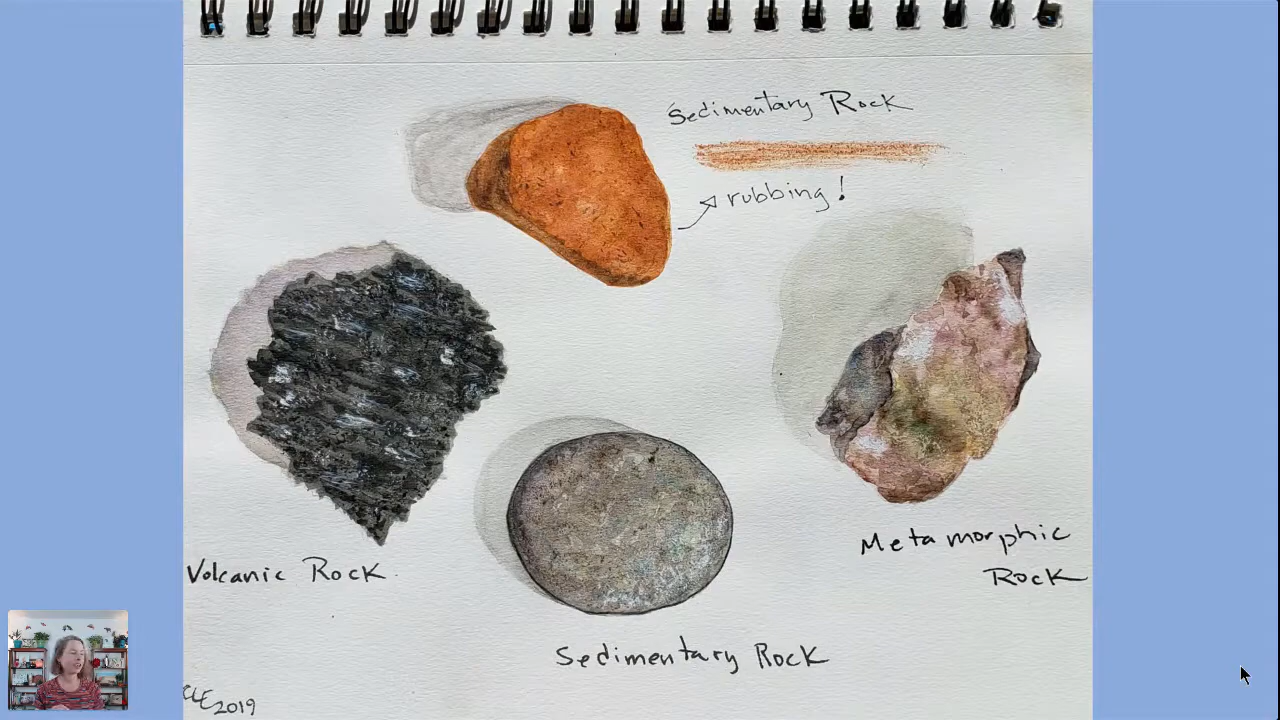 Sedimentary Rock
rubbing!
Volcanic Rock
Metamorphic
Rock
Sedimentary Rock
CLE 2019